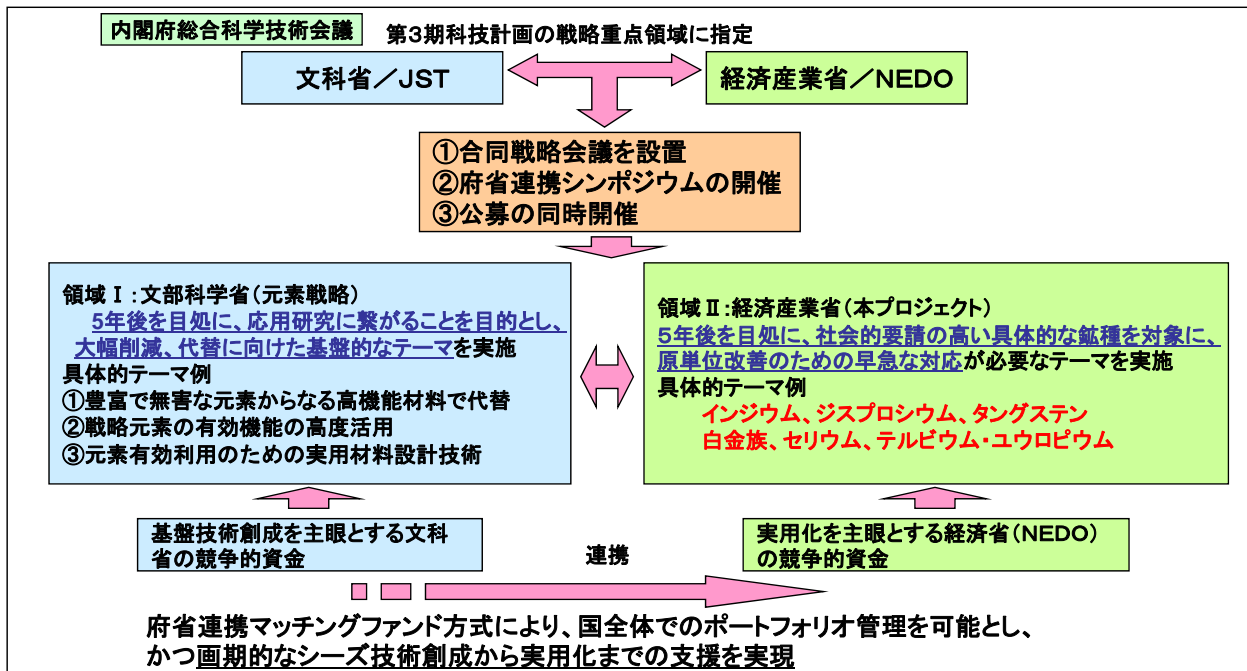 内閣府総合科学技術会議
第3期科技計画の戦略重点領域に指定
文科省／JST
経済産業省／NEDO
①合同戦略会議を設置
②府省連携シンポジウムの開催
③公募の同時開催
領域Ⅰ：文部科学省（元素戦略）
5年後を目処に、応用研究に繋がることを目的とし、
大幅削減、代替に向けた基盤的なテーマを実施
具体的テーマ例
①豊富で無害な元素からなる高機能材料で代替
②戦略元素の有効機能の高度活用
③元素有効利用のための実用材料設計技術
領域Ⅱ：経済産業省（本プロジェクト）
5年後を目処に、社会的要請の高い具体的な鉱種を対象に、
原単位改善のための早急な対応が必要なテーマを実施
具体的テーマ例
インジウム、ジスプロシウム、タングステン
白金族、セリウム、テルビウム・ユウロピウム
基盤技術創成を主眼とする文科
省の競争的資金
連携
実用化を主眼とする経済省（NEDO）
の競争的資金
府省連携マッチングファンド方式により、国全体でのポートフォリオ管理を可能とし、
かつ画期的なシーズ技術創成から実用化までの支援を実現